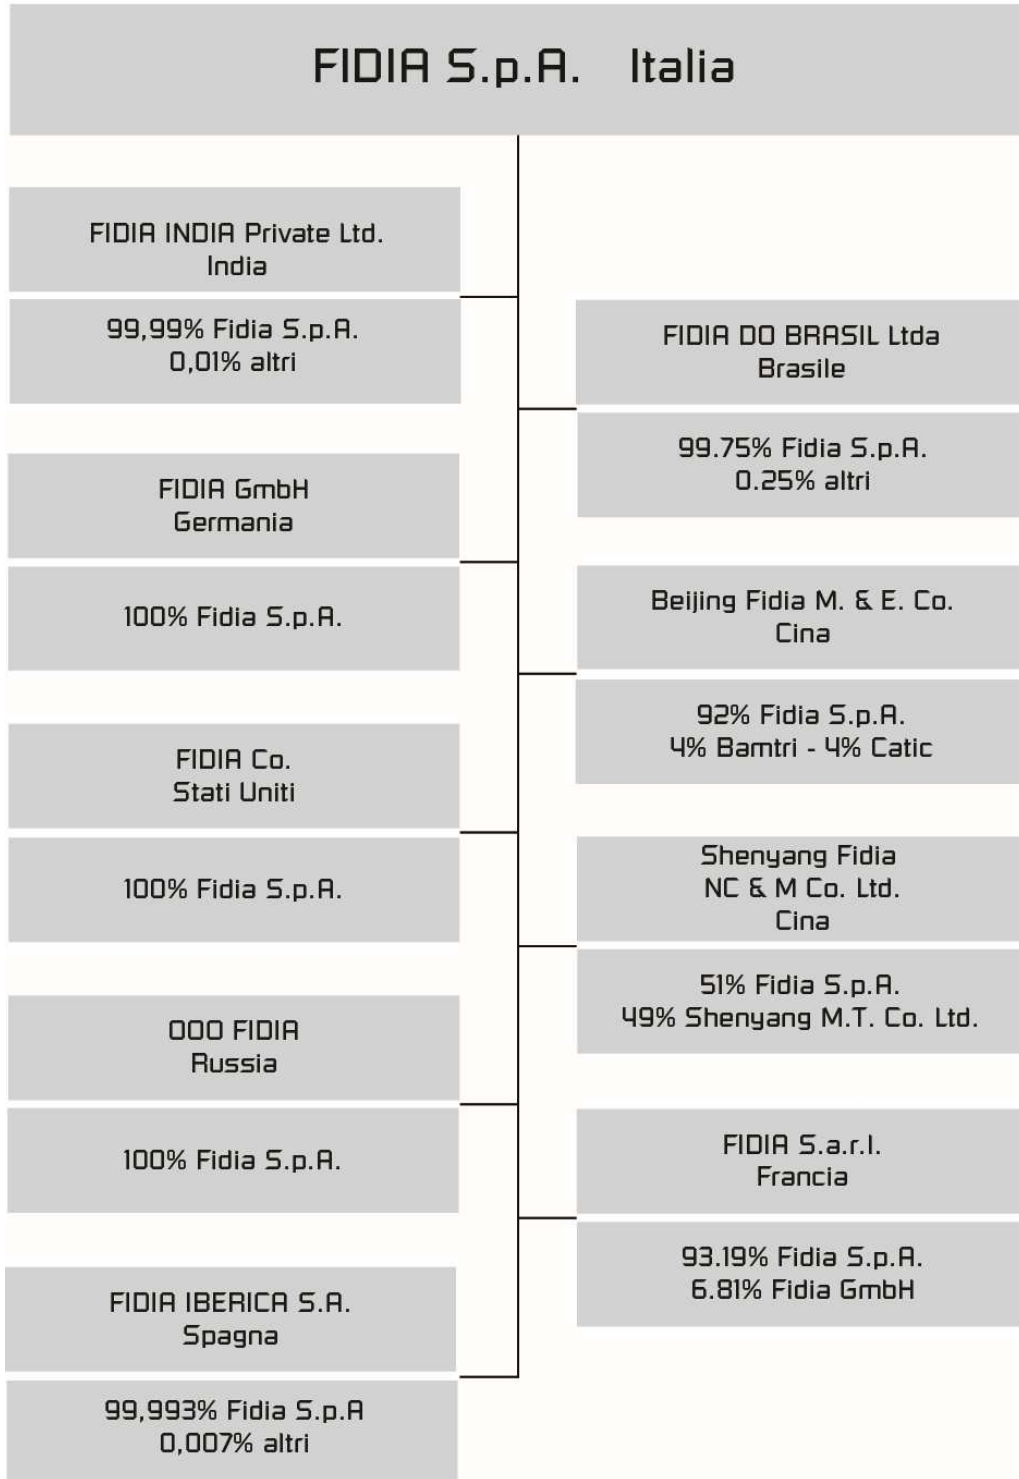 FIDIA S.p.A. Italia
FIDIA INDIA Private Ltd.
India
99,99% Fidia S.p.A.
0,01% altri
FIDIA DO BRASIL Ltda
Brasile
99.75% Fidia S.p.A.
0.25% altri
FIDIA GmbH
Germania
100% Fidia S.p.A.
Beijing Fidia M. & E. Co.
Cina
92% Fidia S.p.A.
4% Bamtri - 4% Catic
FIDIA Co.
Stati Uniti
100% Fidia S.p.A.
Shenyang Fidia
NC & M Co. Ltd.
Cina
51% Fidia S.p.A.
49% Shenyang M.T. Co. Ltd.
OOO FIDIA
Russia
100% Fidia S.p.A.
FIDIA S.a.r.l.
Francia
93.19% Fidia S.p.A.
6.81% Fidia GmbH
FIDIA IBERICA S.A.
Spagna
99,993% Fidia S.p.A
0,007% altri